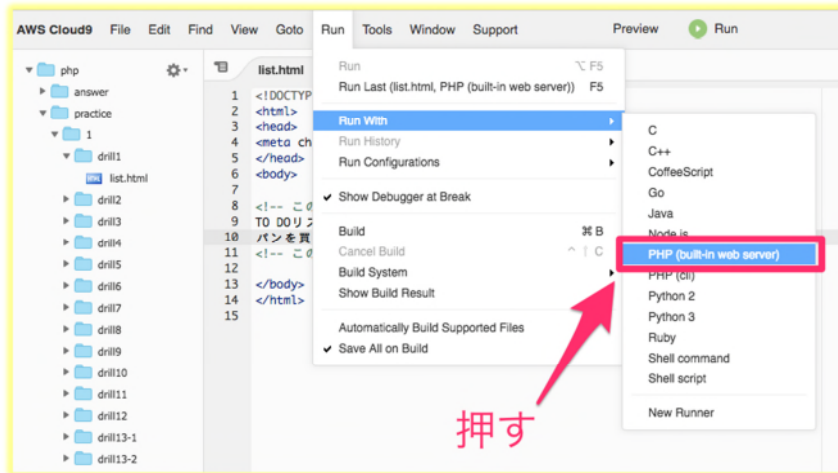 AWS Cloud9 File Edit Find View Goto Run Tools Window Support Preview Run
php
answer
practice
1
drill1
list.html
drill2
drill3
drill4
drill5
drill6
drill7
drill8
drill9
drill10
drill11
drill12
drill13-1
drill13-2
list.html
1 <!DOCTYP
2 <html>
3 <head>
4 <meta ch
5 </head>
6 <body>
7
8 <!-- この
9 TO DOリス
10 パンを買
11 <!-- この
12
13 </body>
14 </html>
15
Run ⌥ F5
Run Last (list.html, PHP (built-in web server)) F5
Run With
Run History
Run Configurations
✓ Show Debugger at Break
Build ⌘ B
Cancel Build ^ ⇧ C
Build System
Show Build Result
Automatically Build Supported Files
✓ Save All on Build
C
C++
CoffeeScript
Go
Java
Node.js
PHP (built-in web server)
PHP (cli)
Python 2
Python 3
Ruby
Shell command
Shell script
New Runner
押す